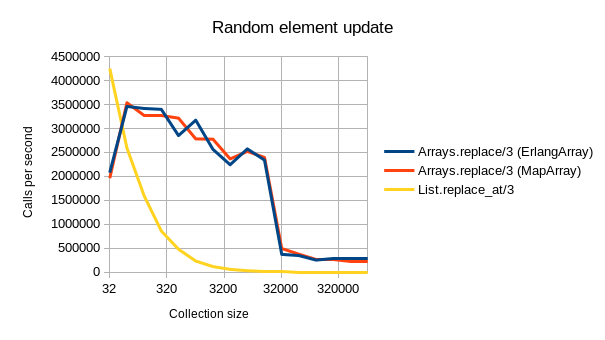 Random element update
4500000
4000000
3500000
3000000
2500000
2000000
1500000
1000000
500000
0
Calls per second
32 320 3200 32000 320000
Collection size
Arrays.replace/3 (ErlangArray)
Arrays.replace/3 (MapArray)
List.replace_at/3